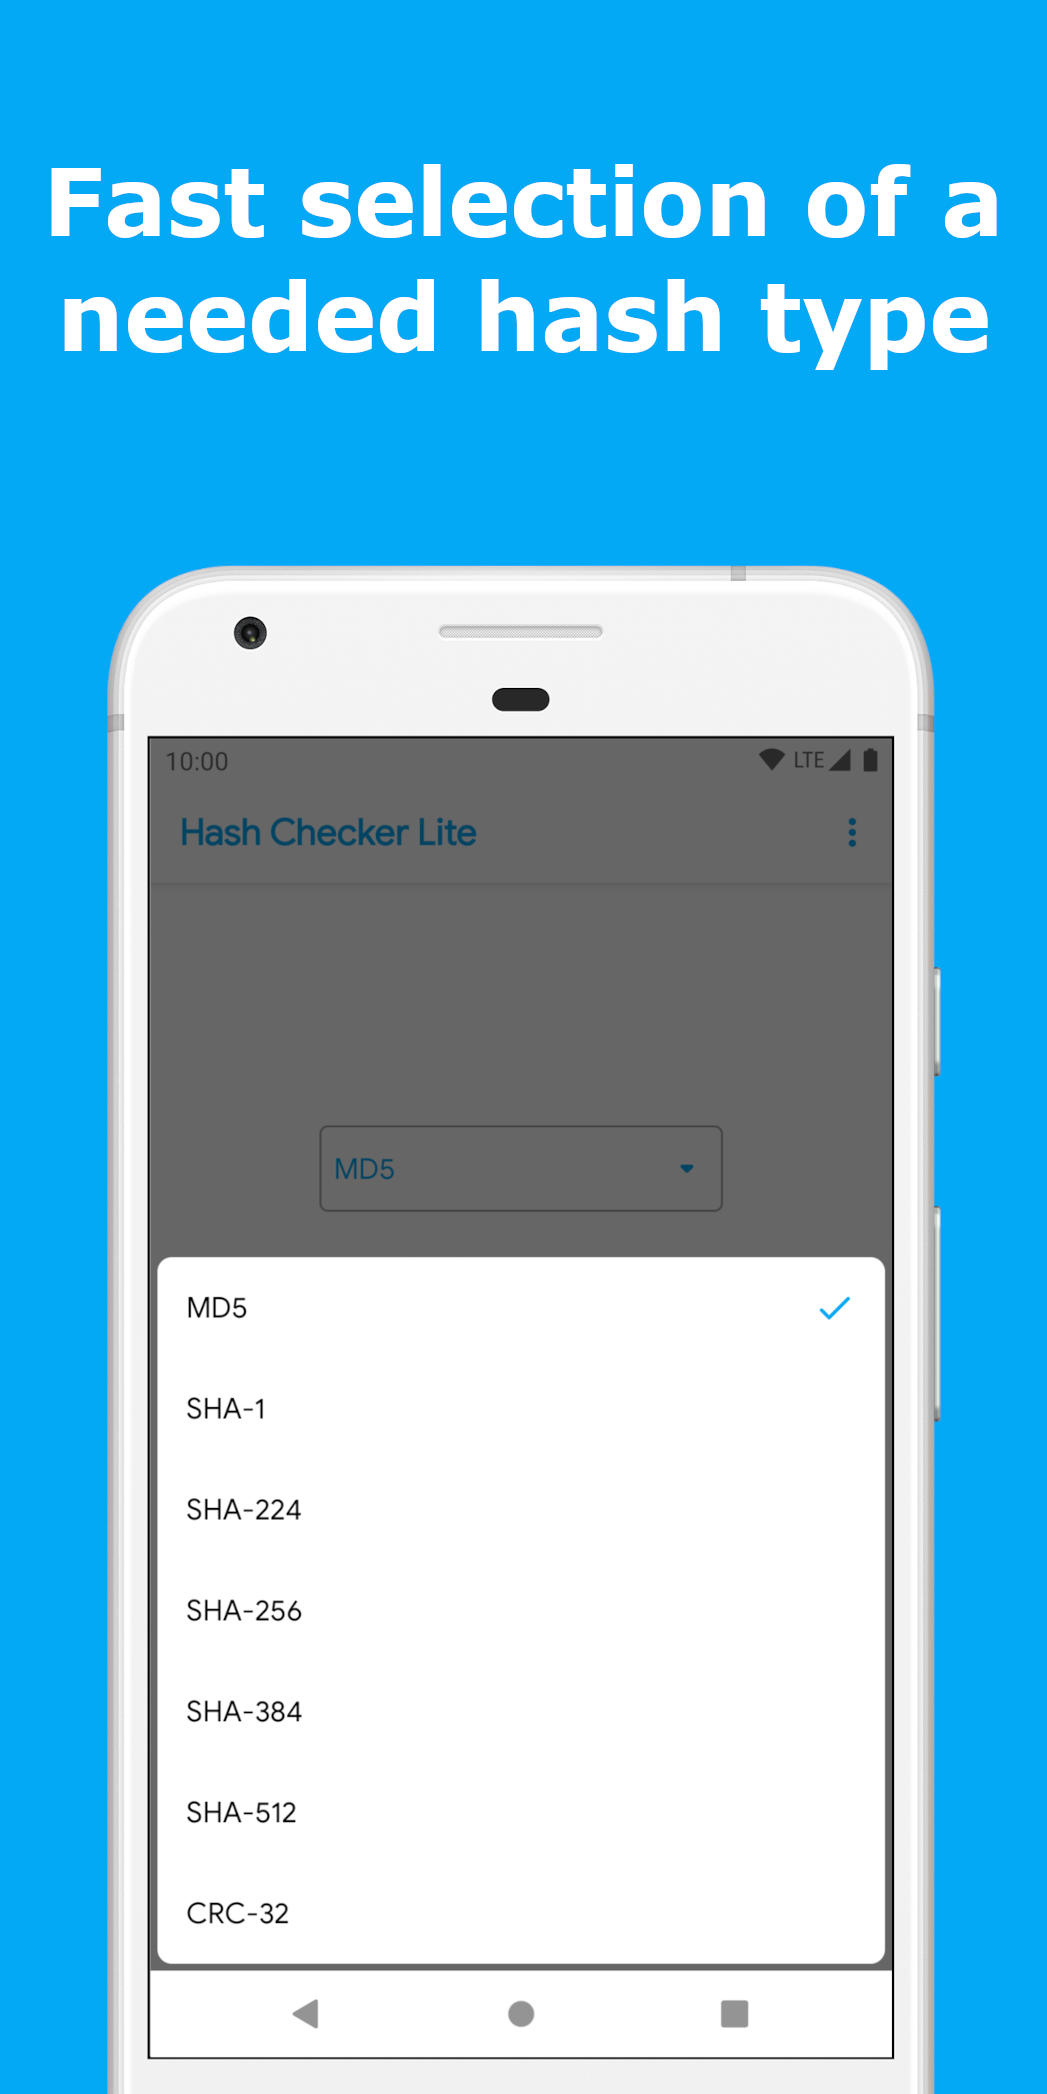 Fast selection of a
needed hash type
10:00 LTE
Hash Checker Lite
MD5
MD5
SHA-1
SHA-224
SHA-256
SHA-384
SHA-512
CRC-32